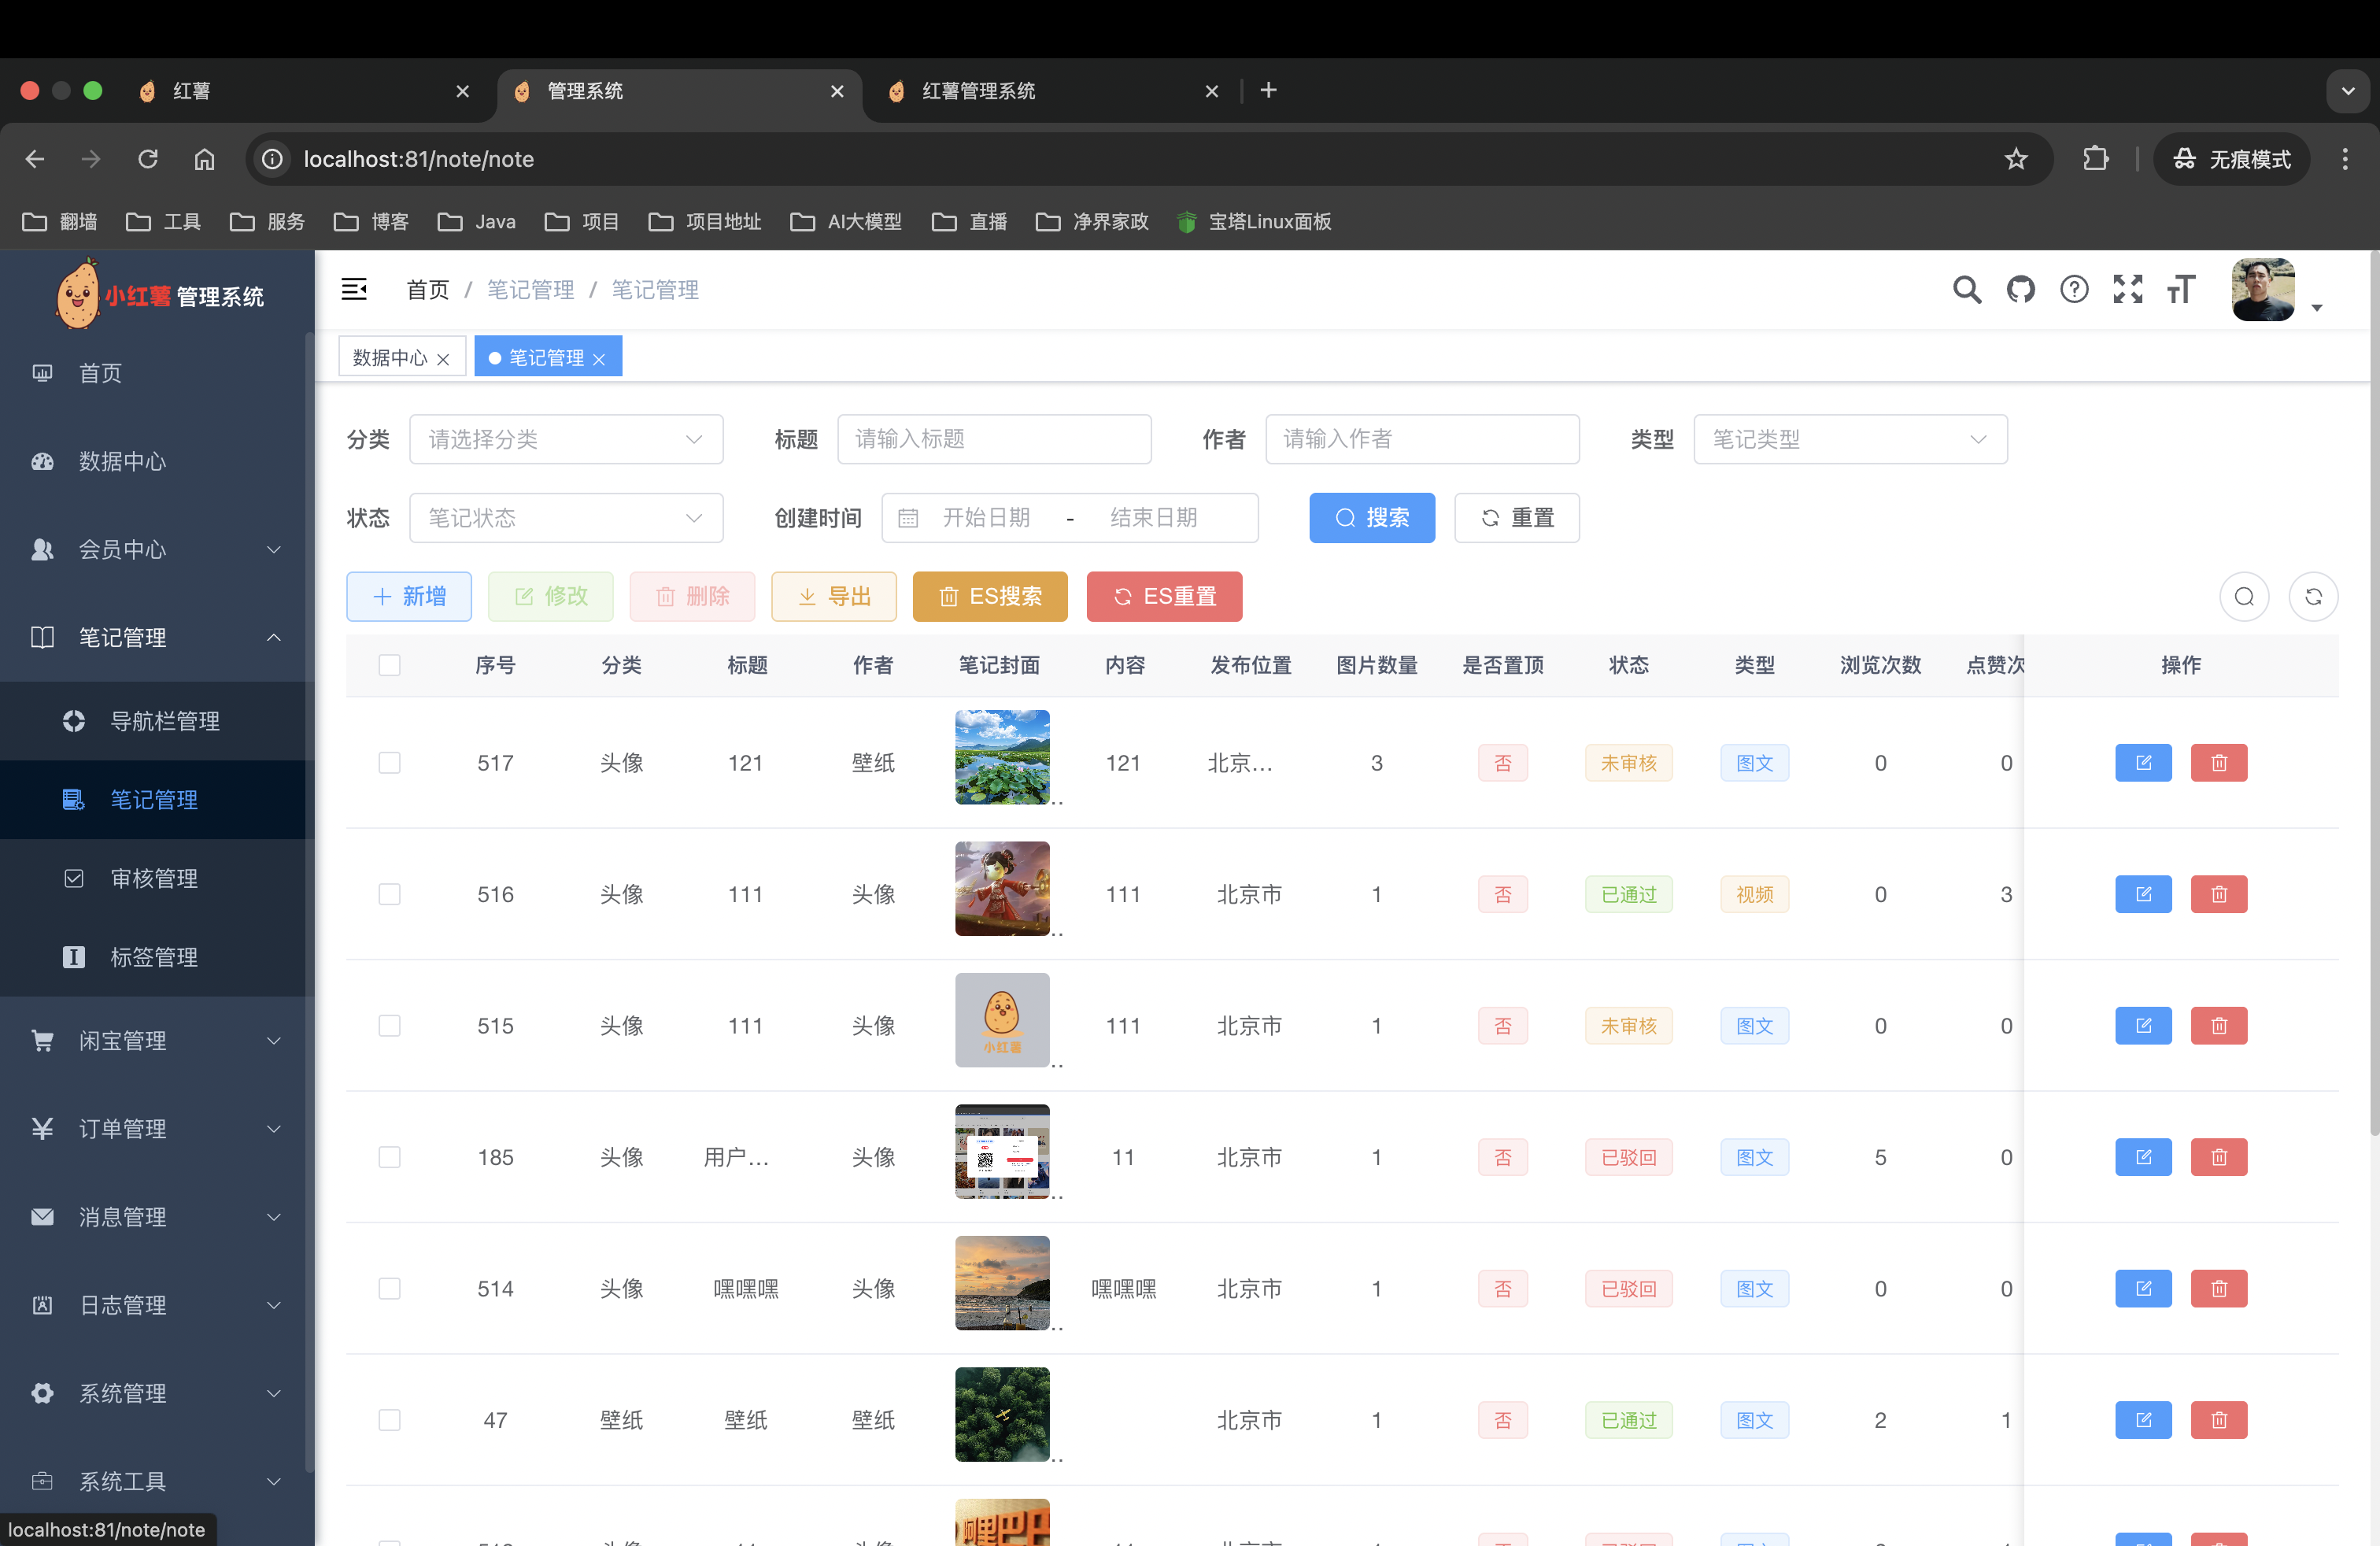 红薯
管理系统
红薯管理系统
localhost:81/note/note
无痕模式
翻墙 工具 服务 博客 Java 项目 项目地址 AI大模型 直播 净界家政 宝塔Linux面板
小红薯 管理系统
首页 / 笔记管理 / 笔记管理
数据中心
笔记管理
首页
数据中心
会员中心
笔记管理
导航栏管理
笔记管理
审核管理
标签管理
闲宝管理
订单管理
消息管理
日志管理
系统管理
系统工具
localhost:81/note/note
分类 请选择分类 标题 请输入标题 作者 请输入作者 类型 笔记类型
状态 笔记状态 创建时间 开始日期 - 结束日期 搜索 重置
新增 修改 删除 导出 ES搜索 ES重置
序号 分类 标题 作者 笔记封面 内容 发布位置 图片数量 是否置顶 状态 类型 浏览次数 点赞次 操作
517 头像 121 壁纸 .. 121 北京... 3 否 未审核 图文 0 0
516 头像 111 头像 .. 111 北京市 1 否 已通过 视频 0 3
515 头像 111 头像 小红薯 .. 111 北京市 1 否 未审核 图文 0 0
185 头像 用户... 头像 .. 11 北京市 1 否 已驳回 图文 5 0
514 头像 嘿嘿嘿 头像 .. 嘿嘿嘿 北京市 1 否 已驳回 图文 0 0
47 壁纸 壁纸 壁纸 .. 北京市 1 否 已通过 图文 2 1
阿里巴巴